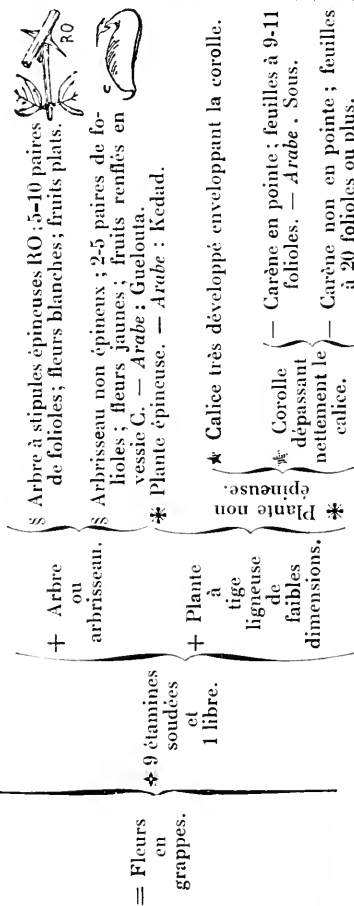 = Fleurs
en
grappes.
✣ 9 étamines
soudées
et
1 libre.
+ Arbre
ou
arbrisseau.
§ Arbre à stipules épineuses RO ; 5-10 paires
de folioles ; fleurs blanches ; fruits plats.
RO
§ Arbrisseau non épineux ; 2-5 paires de fo-
lioles ; fleurs jaunes ; fruits renflés en
vessie C. — Arabe : Guelouta.
+ Plante
à
tige
ligneuse
de
faibles
dimensions.
✱ Plante épineuse. — Arabe : Kedad.
✱ Plante non
épineuse.
★ Calice très développé enveloppant la corolle.
★ Corolle
dépassant
nettement le
calice.
— Carène en pointe ; feuilles à 9-11
folioles. — Arabe . Sous.
— Carène non en pointe ; feuilles
à 20 folioles ou plus.